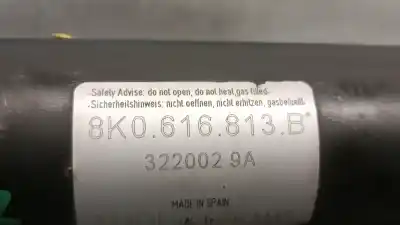 Safety Advise: do not open, do not heat,gas filled.
Sicherheitshinweis: nicht oeffnen, nicht erhitzen, gasbefuellt.
8K0.616.813.B
322002 9A
MADE IN SPAIN